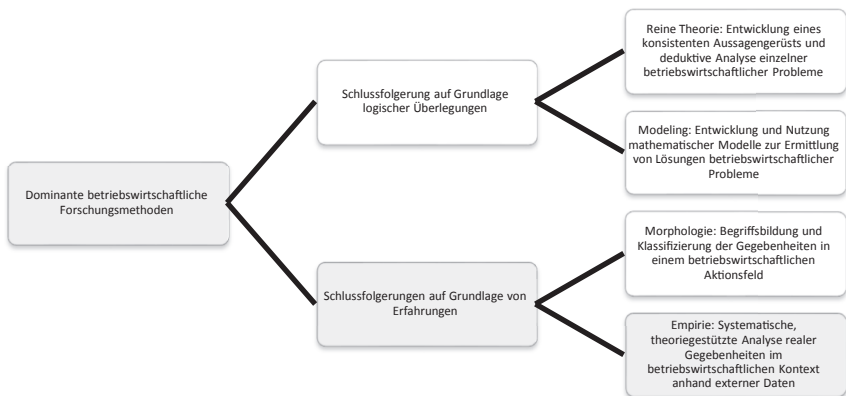 Dominante betriebswirtschaftliche
Forschungsmethoden
Schlussfolgerung auf Grundlage
logischer Überlegungen
Schlussfolgerungen auf Grundlage von
Erfahrungen
Reine Theorie: Entwicklung eines
konsistenten Aussagengerüsts und
deduktive Analyse einzelner
betriebswirtschaftlicher Probleme
Modeling: Entwicklung und Nutzung
mathematischer Modelle zur Ermittlung
von Lösungen betriebswirtschaftlicher
Probleme
Morphologie: Begriffsbildung und
Klassifizierung der Gegebenheiten in
einem betriebswirtschaftlichen
Aktionsfeld
Empirie: Systematische,
theoriegestützte Analyse realer
Gegebenheiten im
betriebswirtschaftlichen Kontext
anhand externer Daten